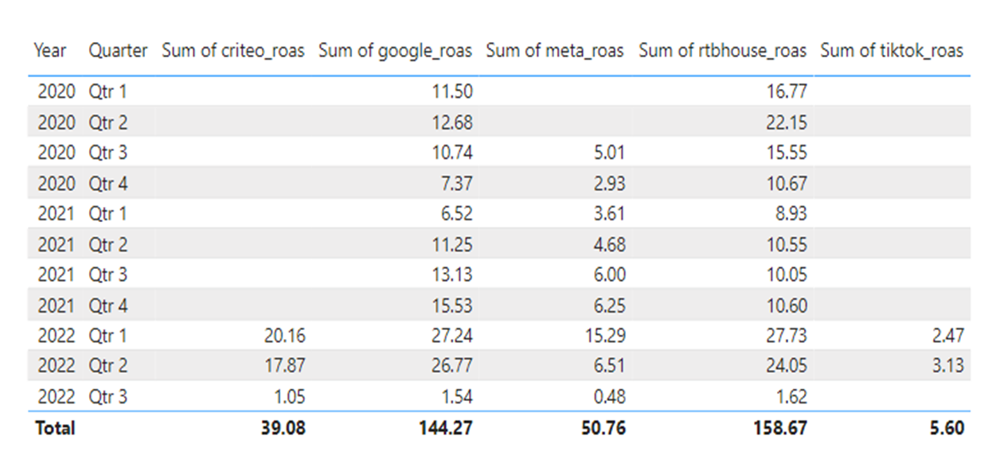 Year Quarter Sum of criteo_roas Sum of google_roas Sum of meta_roas Sum of rtbhouse_roas Sum of tiktok_roas
2020 Qtr 1 11.50 16.77
2020 Qtr 2 12.68 22.15
2020 Qtr 3 10.74 5.01 15.55
2020 Qtr 4 7.37 2.93 10.67
2021 Qtr 1 6.52 3.61 8.93
2021 Qtr 2 11.25 4.68 10.55
2021 Qtr 3 13.13 6.00 10.05
2021 Qtr 4 15.53 6.25 10.60
2022 Qtr 1 20.16 27.24 15.29 27.73 2.47
2022 Qtr 2 17.87 26.77 6.51 24.05 3.13
2022 Qtr 3 1.05 1.54 0.48 1.62
Total 39.08 144.27 50.76 158.67 5.60